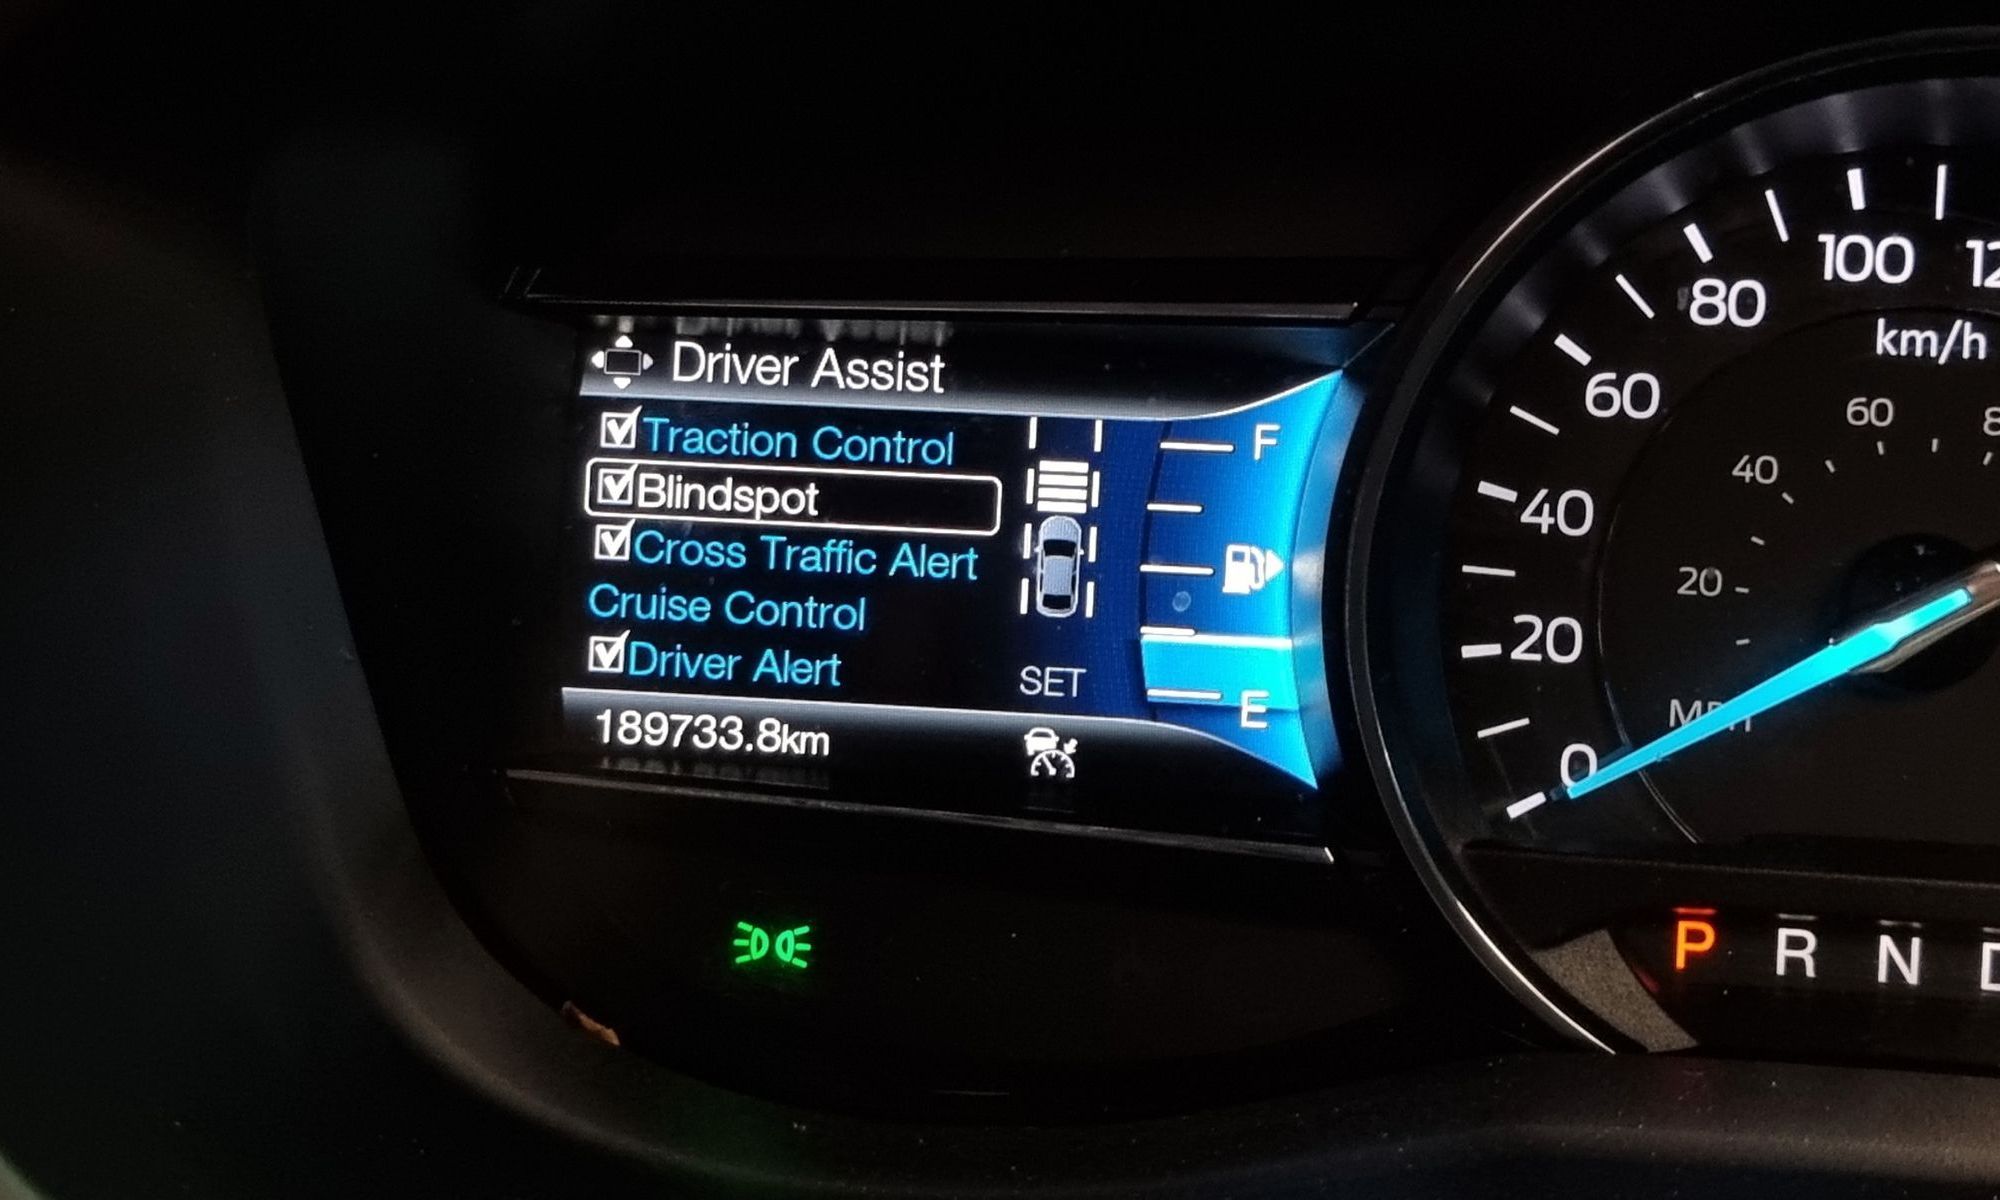 Driver Assist
Traction Control
Blindspot
Cross Traffic Alert
Cruise Control
Driver Alert
SET
189733.8km
F
E
100
80
km/h
60
60
40
40
20
20
0
P R N